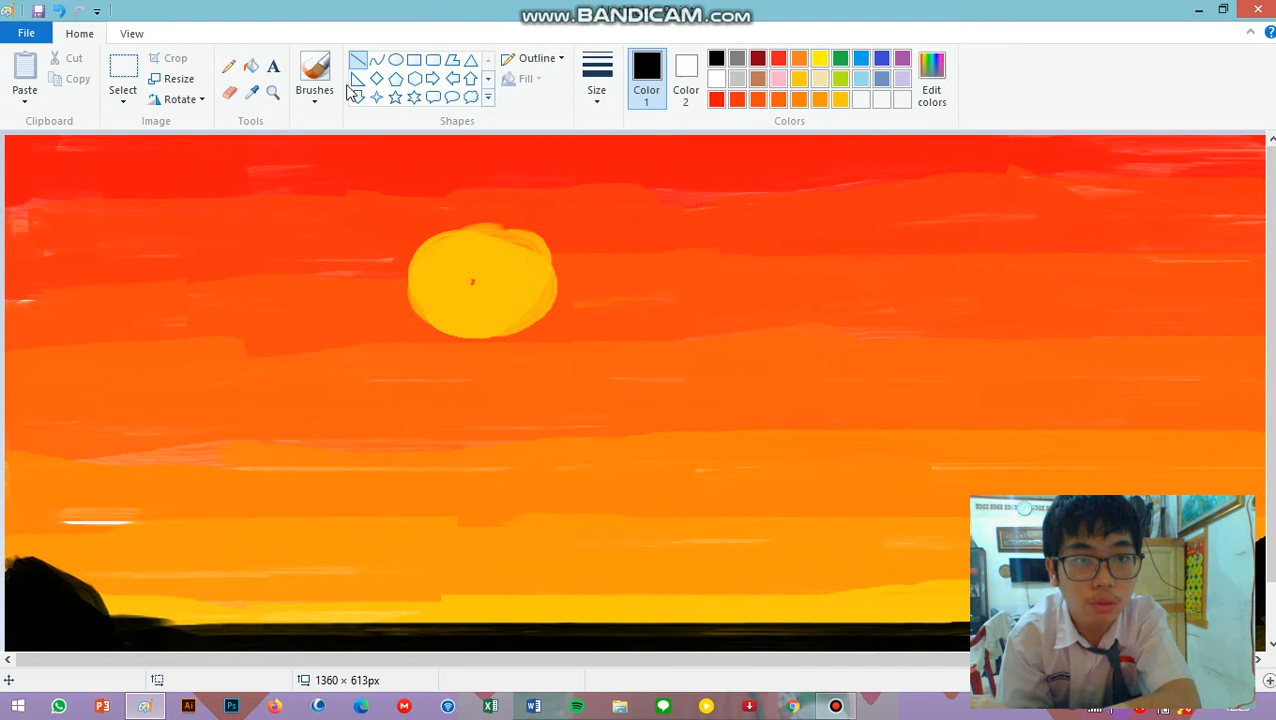 www.BANDICAM.com
File
Home
View
Paste
Cut
Copy
Clipboard
Select
Crop
Resize
Rotate
Image
A
Tools
Brushes
Shapes
Outline
Fill
Size
Color
1
Color
2
Edit
colors
Colors
1360 × 613px